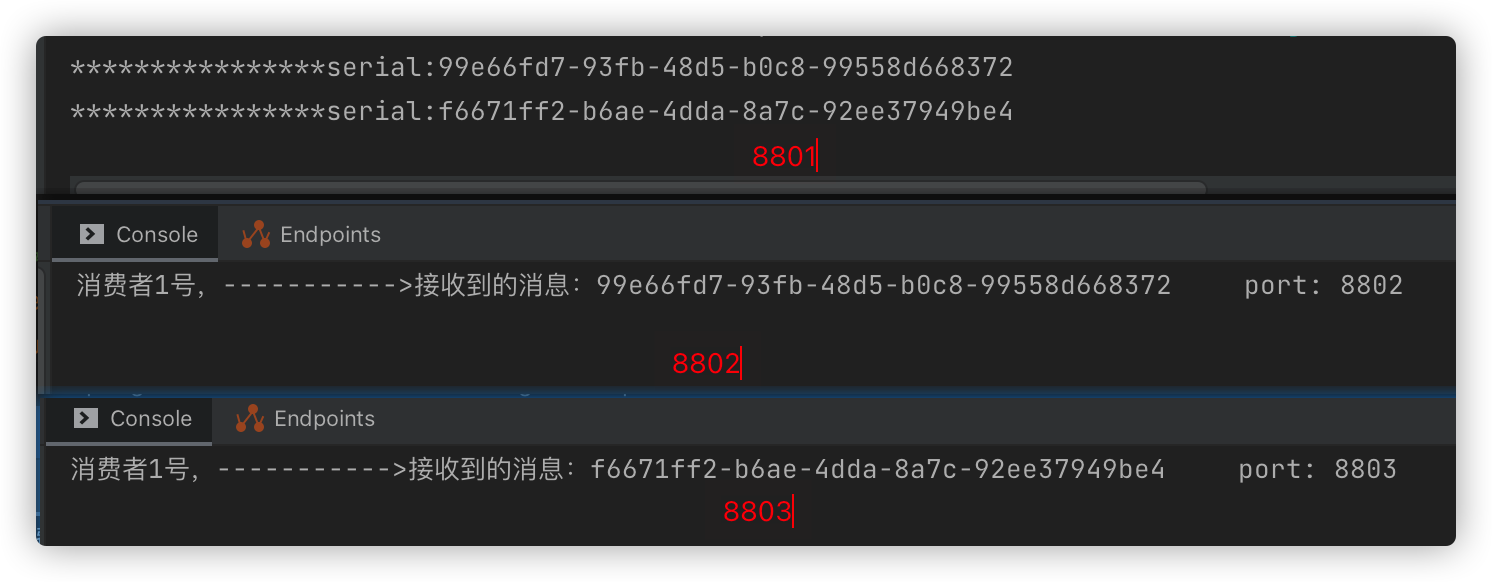 ****************serial:99e66fd7-93fb-48d5-b0c8-99558d668372
****************serial:f6671ff2-b6ae-4dda-8a7c-92ee37949be4
8801
Console Endpoints
消费者1号，----------->接收到的消息：99e66fd7-93fb-48d5-b0c8-99558d668372 port: 8802
8802
Console Endpoints
消费者1号，----------->接收到的消息：f6671ff2-b6ae-4dda-8a7c-92ee37949be4 port: 8803
8803